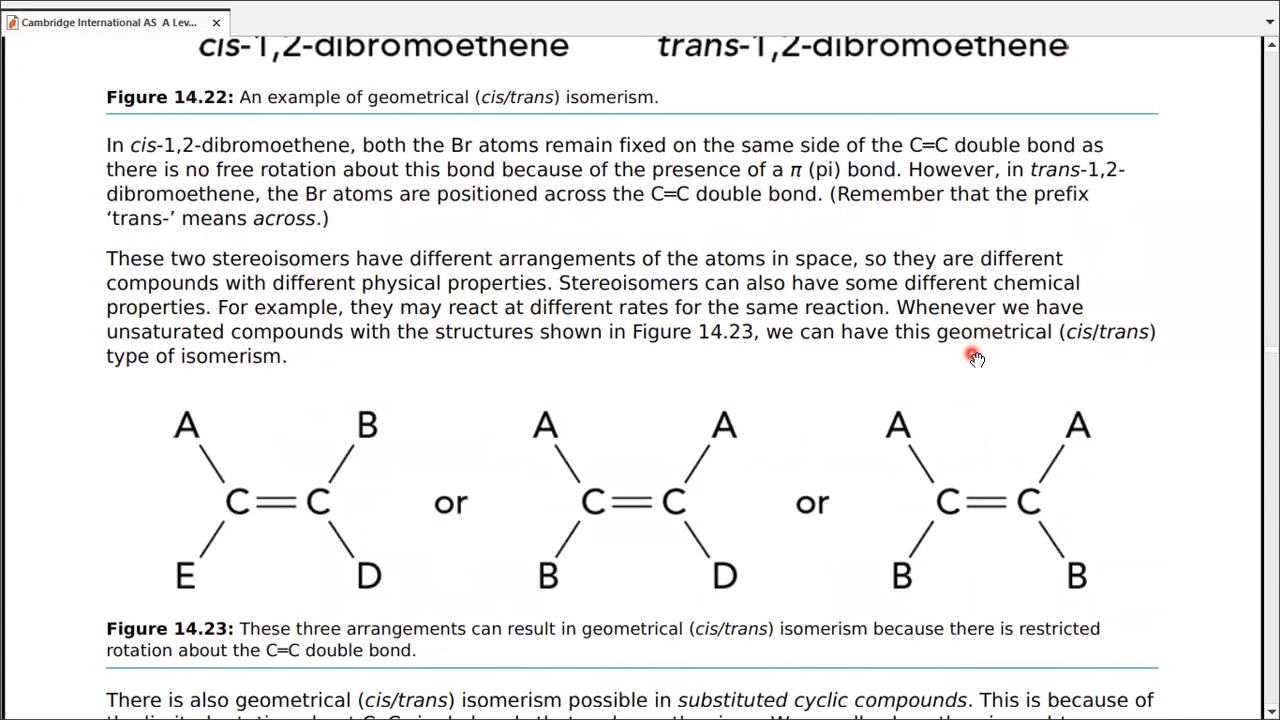 Cambridge International AS A Lev...
cis-1,2-dibromoethene trans-1,2-dibromoethene
Figure 14.22: An example of geometrical (cis/trans) isomerism.
In cis-1,2-dibromoethene, both the Br atoms remain fixed on the same side of the C=C double bond as
there is no free rotation about this bond because of the presence of a π (pi) bond. However, in trans-1,2-
dibromoethene, the Br atoms are positioned across the C=C double bond. (Remember that the prefix
‘trans-’ means across.)
These two stereoisomers have different arrangements of the atoms in space, so they are different
compounds with different physical properties. Stereoisomers can also have some different chemical
properties. For example, they may react at different rates for the same reaction. Whenever we have
unsaturated compounds with the structures shown in Figure 14.23, we can have this geometrical (cis/trans)
type of isomerism.
A B A A A A
C=C or C=C or C=C
E D B D B B
Figure 14.23: These three arrangements can result in geometrical (cis/trans) isomerism because there is restricted
rotation about the C=C double bond.
There is also geometrical (cis/trans) isomerism possible in substituted cyclic compounds. This is because of